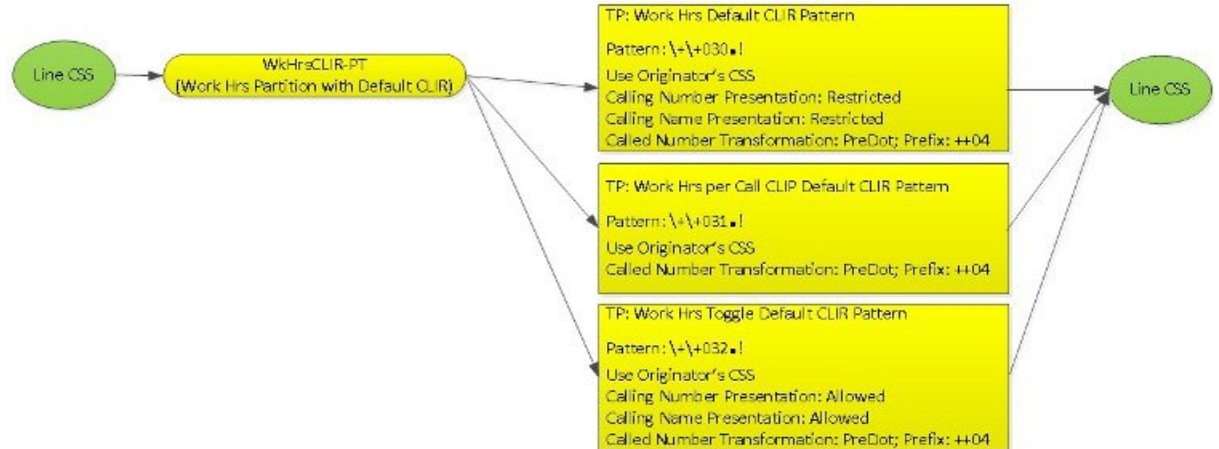 Line CSS
WkHrsCLIR-PT
(Work Hrs Partition with Default CLIR)
TP: Work Hrs Default CLIR Pattern
Pattern: \+\+030.!
Use Originator's CSS
Calling Number Presentation: Restricted
Calling Name Presentation: Restricted
Called Number Transformation: PreDot; Prefix: ++04
TP: Work Hrs per Call CLIP Default CLIR Pattern
Pattern: \+\+031.!
Use Originator's CSS
Called Number Transformation: PreDot; Prefix: ++04
TP: Work Hrs Toggle Default CLIR Pattern
Pattern: \+\+032.!
Use Originator's CSS
Calling Number Presentation: Allowed
Calling Name Presentation: Allowed
Called Number Transformation: PreDot; Prefix: ++04
Line CSS